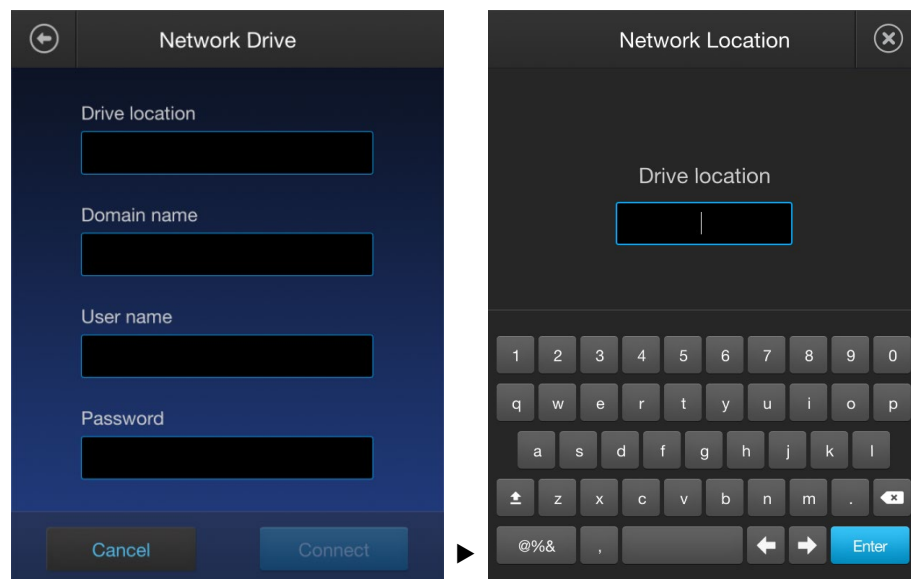 Network Drive
Drive location
Domain name
User name
Password
Cancel Connect
Network Location
Drive location
1 2 3 4 5 6 7 8 9 0
q w e r t y u i o p
a s d f g h j k l
z x c v b n m .
@%& , Enter